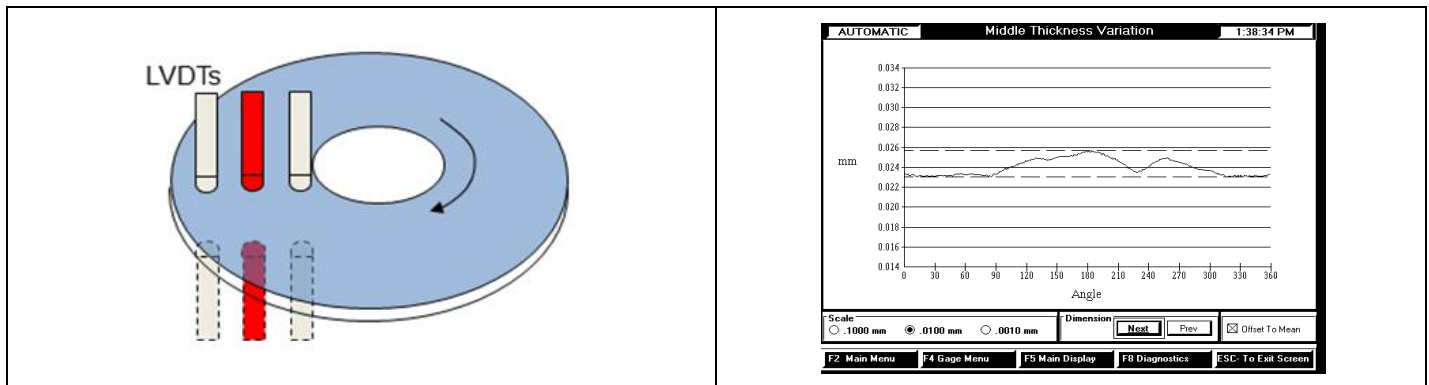 LVDTs
AUTOMATIC Middle Thickness Variation 1:38:34 PM
0.034
0.032
0.030
0.028
0.026
mm
0.024
0.022
0.020
0.018
0.016
0.014
0 30 60 90 120 150 180 210 240 270 300 330 360
Angle
Scale
.1000 mm .0100 mm .0010 mm
Dimension
Next Prev
Offset To Mean
F2 Main Menu F4 Gage Menu F5 Main Display F8 Diagnostics ESC- To Exit Screen